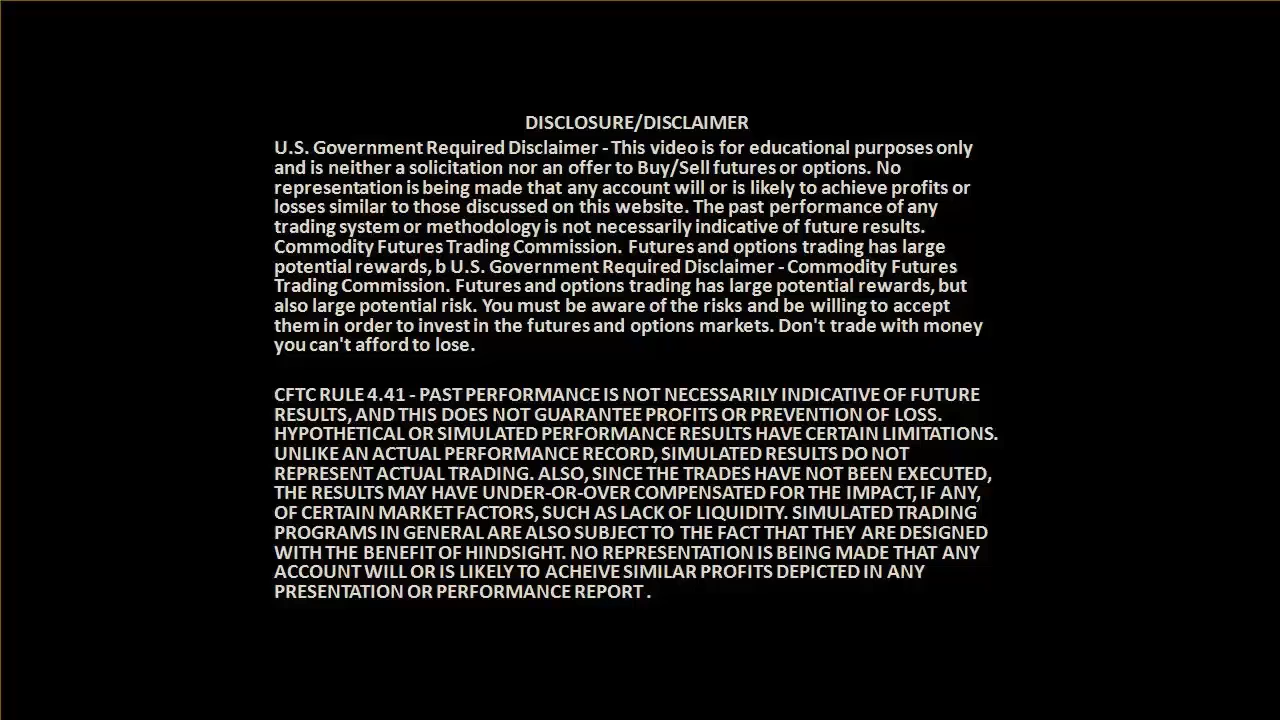 DISCLOSURE/DISCLAIMER
U.S. Government Required Disclaimer - This video is for educational purposes only
and is neither a solicitation nor an offer to Buy/Sell futures or options. No
representation is being made that any account will or is likely to achieve profits or
losses similar to those discussed on this website. The past performance of any
trading system or methodology is not necessarily indicative of future results.
Commodity Futures Trading Commission. Futures and options trading has large
potential rewards, b U.S. Government Required Disclaimer - Commodity Futures
Trading Commission. Futures and options trading has large potential rewards, but
also large potential risk. You must be aware of the risks and be willing to accept
them in order to invest in the futures and options markets. Don't trade with money
you can't afford to lose.
CFTC RULE 4.41 - PAST PERFORMANCE IS NOT NECESSARILY INDICATIVE OF FUTURE
RESULTS, AND THIS DOES NOT GUARANTEE PROFITS OR PREVENTION OF LOSS.
HYPOTHETICAL OR SIMULATED PERFORMANCE RESULTS HAVE CERTAIN LIMITATIONS.
UNLIKE AN ACTUAL PERFORMANCE RECORD, SIMULATED RESULTS DO NOT
REPRESENT ACTUAL TRADING. ALSO, SINCE THE TRADES HAVE NOT BEEN EXECUTED,
THE RESULTS MAY HAVE UNDER-OR-OVER COMPENSATED FOR THE IMPACT, IF ANY,
OF CERTAIN MARKET FACTORS, SUCH AS LACK OF LIQUIDITY. SIMULATED TRADING
PROGRAMS IN GENERAL ARE ALSO SUBJECT TO THE FACT THAT THEY ARE DESIGNED
WITH THE BENEFIT OF HINDSIGHT. NO REPRESENTATION IS BEING MADE THAT ANY
ACCOUNT WILL OR IS LIKELY TO ACHEIVE SIMILAR PROFITS DEPICTED IN ANY
PRESENTATION OR PERFORMANCE REPORT .